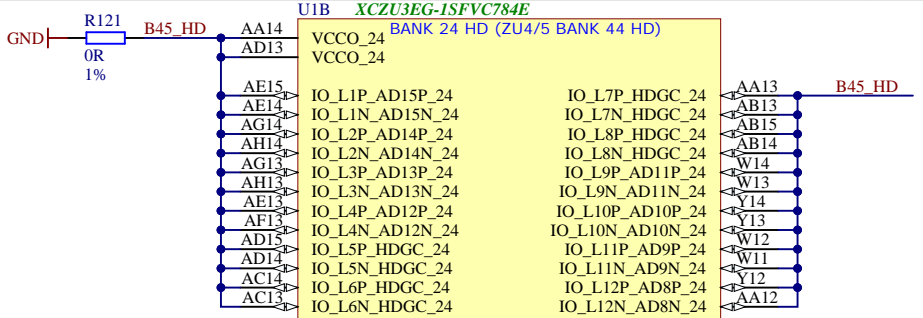 U1B XCZU3EG-1SFVC784E
R121
GND
B45_HD
0R
1%
BANK 24 HD (ZU4/5 BANK 44 HD)
AA14 VCCO_24
AD13 VCCO_24
AE15 IO_L1P_AD15P_24 IO_L7P_HDGC_24 AA13 B45_HD
AE14 IO_L1N_AD15N_24 IO_L7N_HDGC_24 AB13
AG14 IO_L2P_AD14P_24 IO_L8P_HDGC_24 AB15
AH14 IO_L2N_AD14N_24 IO_L8N_HDGC_24 AB14
AG13 IO_L3P_AD13P_24 IO_L9P_AD11P_24 W14
AH13 IO_L3N_AD13N_24 IO_L9N_AD11N_24 W13
AE13 IO_L4P_AD12P_24 IO_L10P_AD10P_24 Y14
AF13 IO_L4N_AD12N_24 IO_L10N_AD10N_24 Y13
AD15 IO_L5P_HDGC_24 IO_L11P_AD9P_24 W12
AD14 IO_L5N_HDGC_24 IO_L11N_AD9N_24 W11
AC14 IO_L6P_HDGC_24 IO_L12P_AD8P_24 Y12
AC13 IO_L6N_HDGC_24 IO_L12N_AD8N_24 AA12